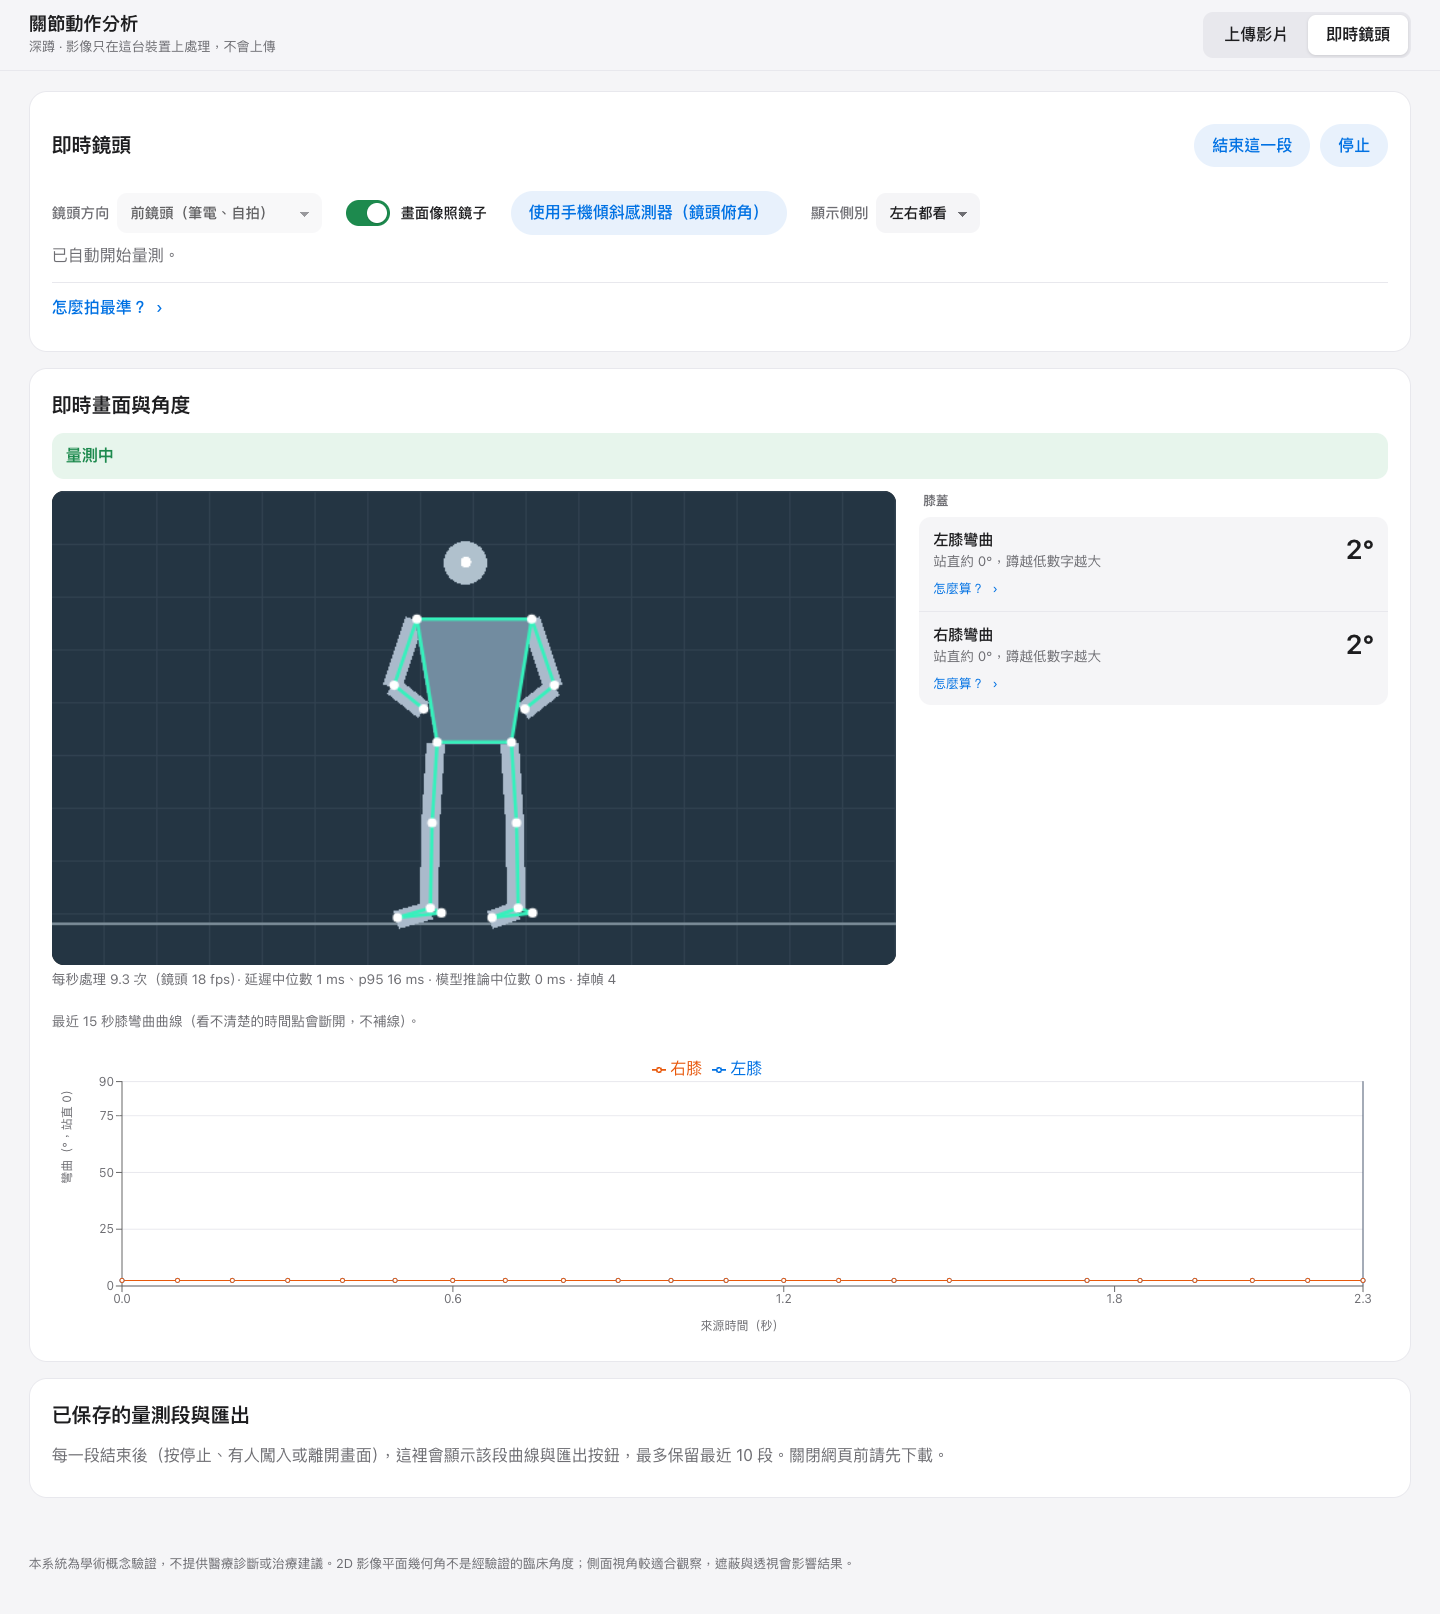 關節動作分析
深蹲 · 影像只在這台裝置上處理，不會上傳
上傳影片
即時鏡頭
即時鏡頭
結束這一段
停止
鏡頭方向
前鏡頭（筆電、自拍）
畫面像照鏡子
使用手機傾斜感測器（鏡頭俯角）
顯示側別
左右都看
已自動開始量測。
怎麼拍最準？ ›
即時畫面與角度
量測中
膝蓋
左膝彎曲
2°
站直約 0°，蹲越低數字越大
怎麼算？ ›
右膝彎曲
2°
站直約 0°，蹲越低數字越大
怎麼算？ ›
每秒處理 9.3 次（鏡頭 18 fps）· 延遲中位數 1 ms、p95 16 ms · 模型推論中位數 0 ms · 掉幀 4
最近 15 秒膝彎曲曲線（看不清楚的時間點會斷開，不補線）。
右膝
左膝
彎曲（°，站直 0）
90
75
50
25
0
0.0
0.6
1.2
1.8
2.3
來源時間（秒）
已保存的量測段與匯出
每一段結束後（按停止、有人闖入或離開畫面），這裡會顯示該段曲線與匯出按鈕，最多保留最近 10 段。關閉網頁前請先下載。
本系統為學術概念驗證，不提供醫療診斷或治療建議。2D 影像平面幾何角不是經驗證的臨床角度；側面視角較適合觀察，遮蔽與透視會影響結果。